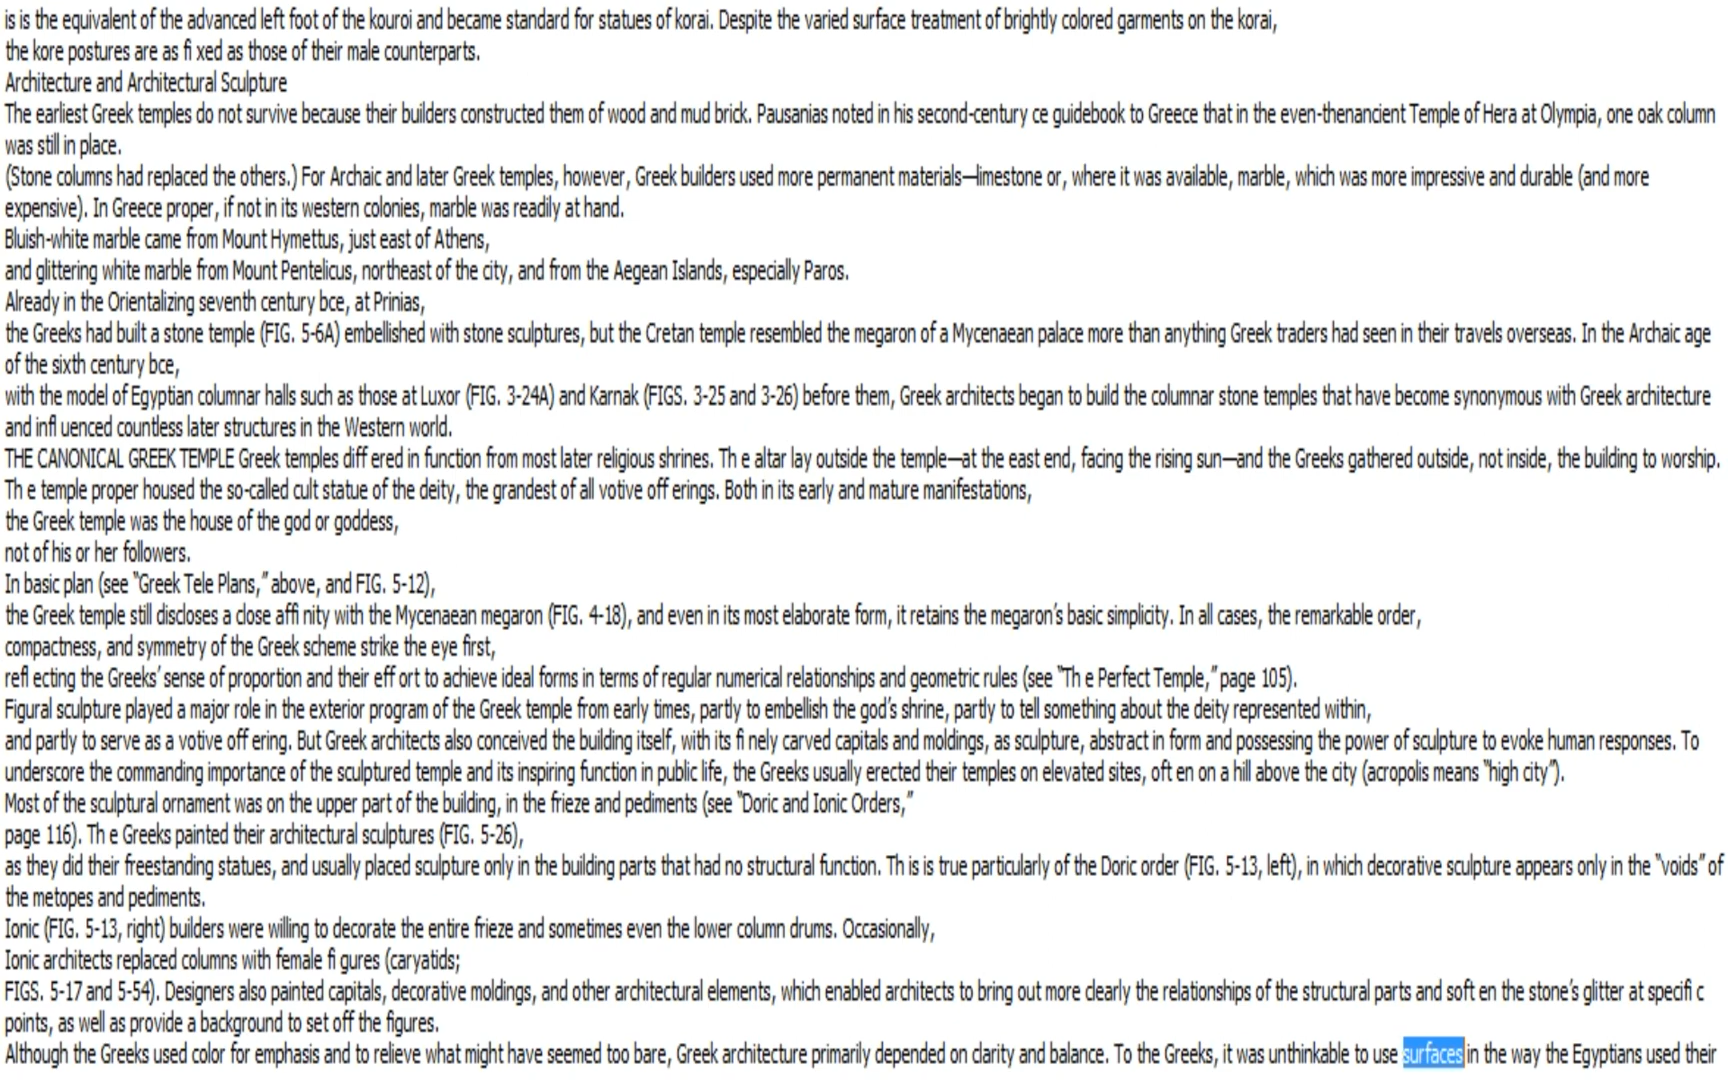 is is the equivalent of the advanced left foot of the kouroi and became standard for statues of korai. Despite the varied surface treatment of brightly colored garments on the korai,
the kore postures are as fi xed as those of their male counterparts.
Architecture and Architectural Sculpture
The earliest Greek temples do not survive because their builders constructed them of wood and mud brick. Pausanias noted in his second-century ce guidebook to Greece that in the even-thenancient Temple of Hera at Olympia, one oak column
was still in place.
(Stone columns had replaced the others.) For Archaic and later Greek temples, however, Greek builders used more permanent materials—limestone or, where it was available, marble, which was more impressive and durable (and more
expensive). In Greece proper, if not in its western colonies, marble was readily at hand.
Bluish-white marble came from Mount Hymettus, just east of Athens,
and glittering white marble from Mount Pentelicus, northeast of the city, and from the Aegean Islands, especially Paros.
Already in the Orientalizing seventh century bce, at Prinias,
the Greeks had built a stone temple (FIG. 5-6A) embellished with stone sculptures, but the Cretan temple resembled the megaron of a Mycenaean palace more than anything Greek traders had seen in their travels overseas. In the Archaic age
of the sixth century bce,
with the model of Egyptian columnar halls such as those at Luxor (FIG. 3-24A) and Karnak (FIGS. 3-25 and 3-26) before them, Greek architects began to build the columnar stone temples that have become synonymous with Greek architecture
and infl uenced countless later structures in the Western world.
THE CANONICAL GREEK TEMPLE Greek temples diff ered in function from most later religious shrines. Th e altar lay outside the temple—at the east end, facing the rising sun—and the Greeks gathered outside, not inside, the building to worship.
Th e temple proper housed the so-called cult statue of the deity, the grandest of all votive off erings. Both in its early and mature manifestations,
the Greek temple was the house of the god or goddess,
not of his or her followers.
In basic plan (see “Greek Tele Plans,” above, and FIG. 5-12),
the Greek temple still discloses a close affi nity with the Mycenaean megaron (FIG. 4-18), and even in its most elaborate form, it retains the megaron’s basic simplicity. In all cases, the remarkable order,
compactness, and symmetry of the Greek scheme strike the eye first,
refl ecting the Greeks’ sense of proportion and their eff ort to achieve ideal forms in terms of regular numerical relationships and geometric rules (see “Th e Perfect Temple,” page 105).
Figural sculpture played a major role in the exterior program of the Greek temple from early times, partly to embellish the god’s shrine, partly to tell something about the deity represented within,
and partly to serve as a votive off ering. But Greek architects also conceived the building itself, with its fi nely carved capitals and moldings, as sculpture, abstract in form and possessing the power of sculpture to evoke human responses. To
underscore the commanding importance of the sculptured temple and its inspiring function in public life, the Greeks usually erected their temples on elevated sites, oft en on a hill above the city (acropolis means “high city”).
Most of the sculptural ornament was on the upper part of the building, in the frieze and pediments (see “Doric and Ionic Orders,”
page 116). Th e Greeks painted their architectural sculptures (FIG. 5-26),
as they did their freestanding statues, and usually placed sculpture only in the building parts that had no structural function. Th is is true particularly of the Doric order (FIG. 5-13, left), in which decorative sculpture appears only in the “voids” of
the metopes and pediments.
Ionic (FIG. 5-13, right) builders were willing to decorate the entire frieze and sometimes even the lower column drums. Occasionally,
Ionic architects replaced columns with female fi gures (caryatids;
FIGS. 5-17 and 5-54). Designers also painted capitals, decorative moldings, and other architectural elements, which enabled architects to bring out more clearly the relationships of the structural parts and soft en the stone’s glitter at specifi c
points, as well as provide a background to set off the figures.
Although the Greeks used color for emphasis and to relieve what might have seemed too bare, Greek architecture primarily depended on clarity and balance. To the Greeks, it was unthinkable to use surfaces in the way the Egyptians used their